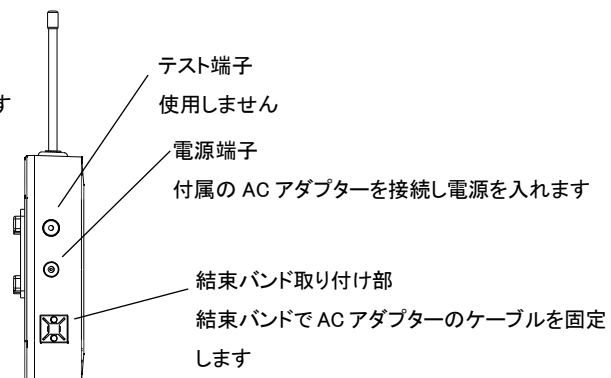 テスト端子
す
使用しません
電源端子
付属の AC アダプターを接続し電源を入れます
結束バンド取り付け部
結束バンドで AC アダプターのケーブルを固定
します